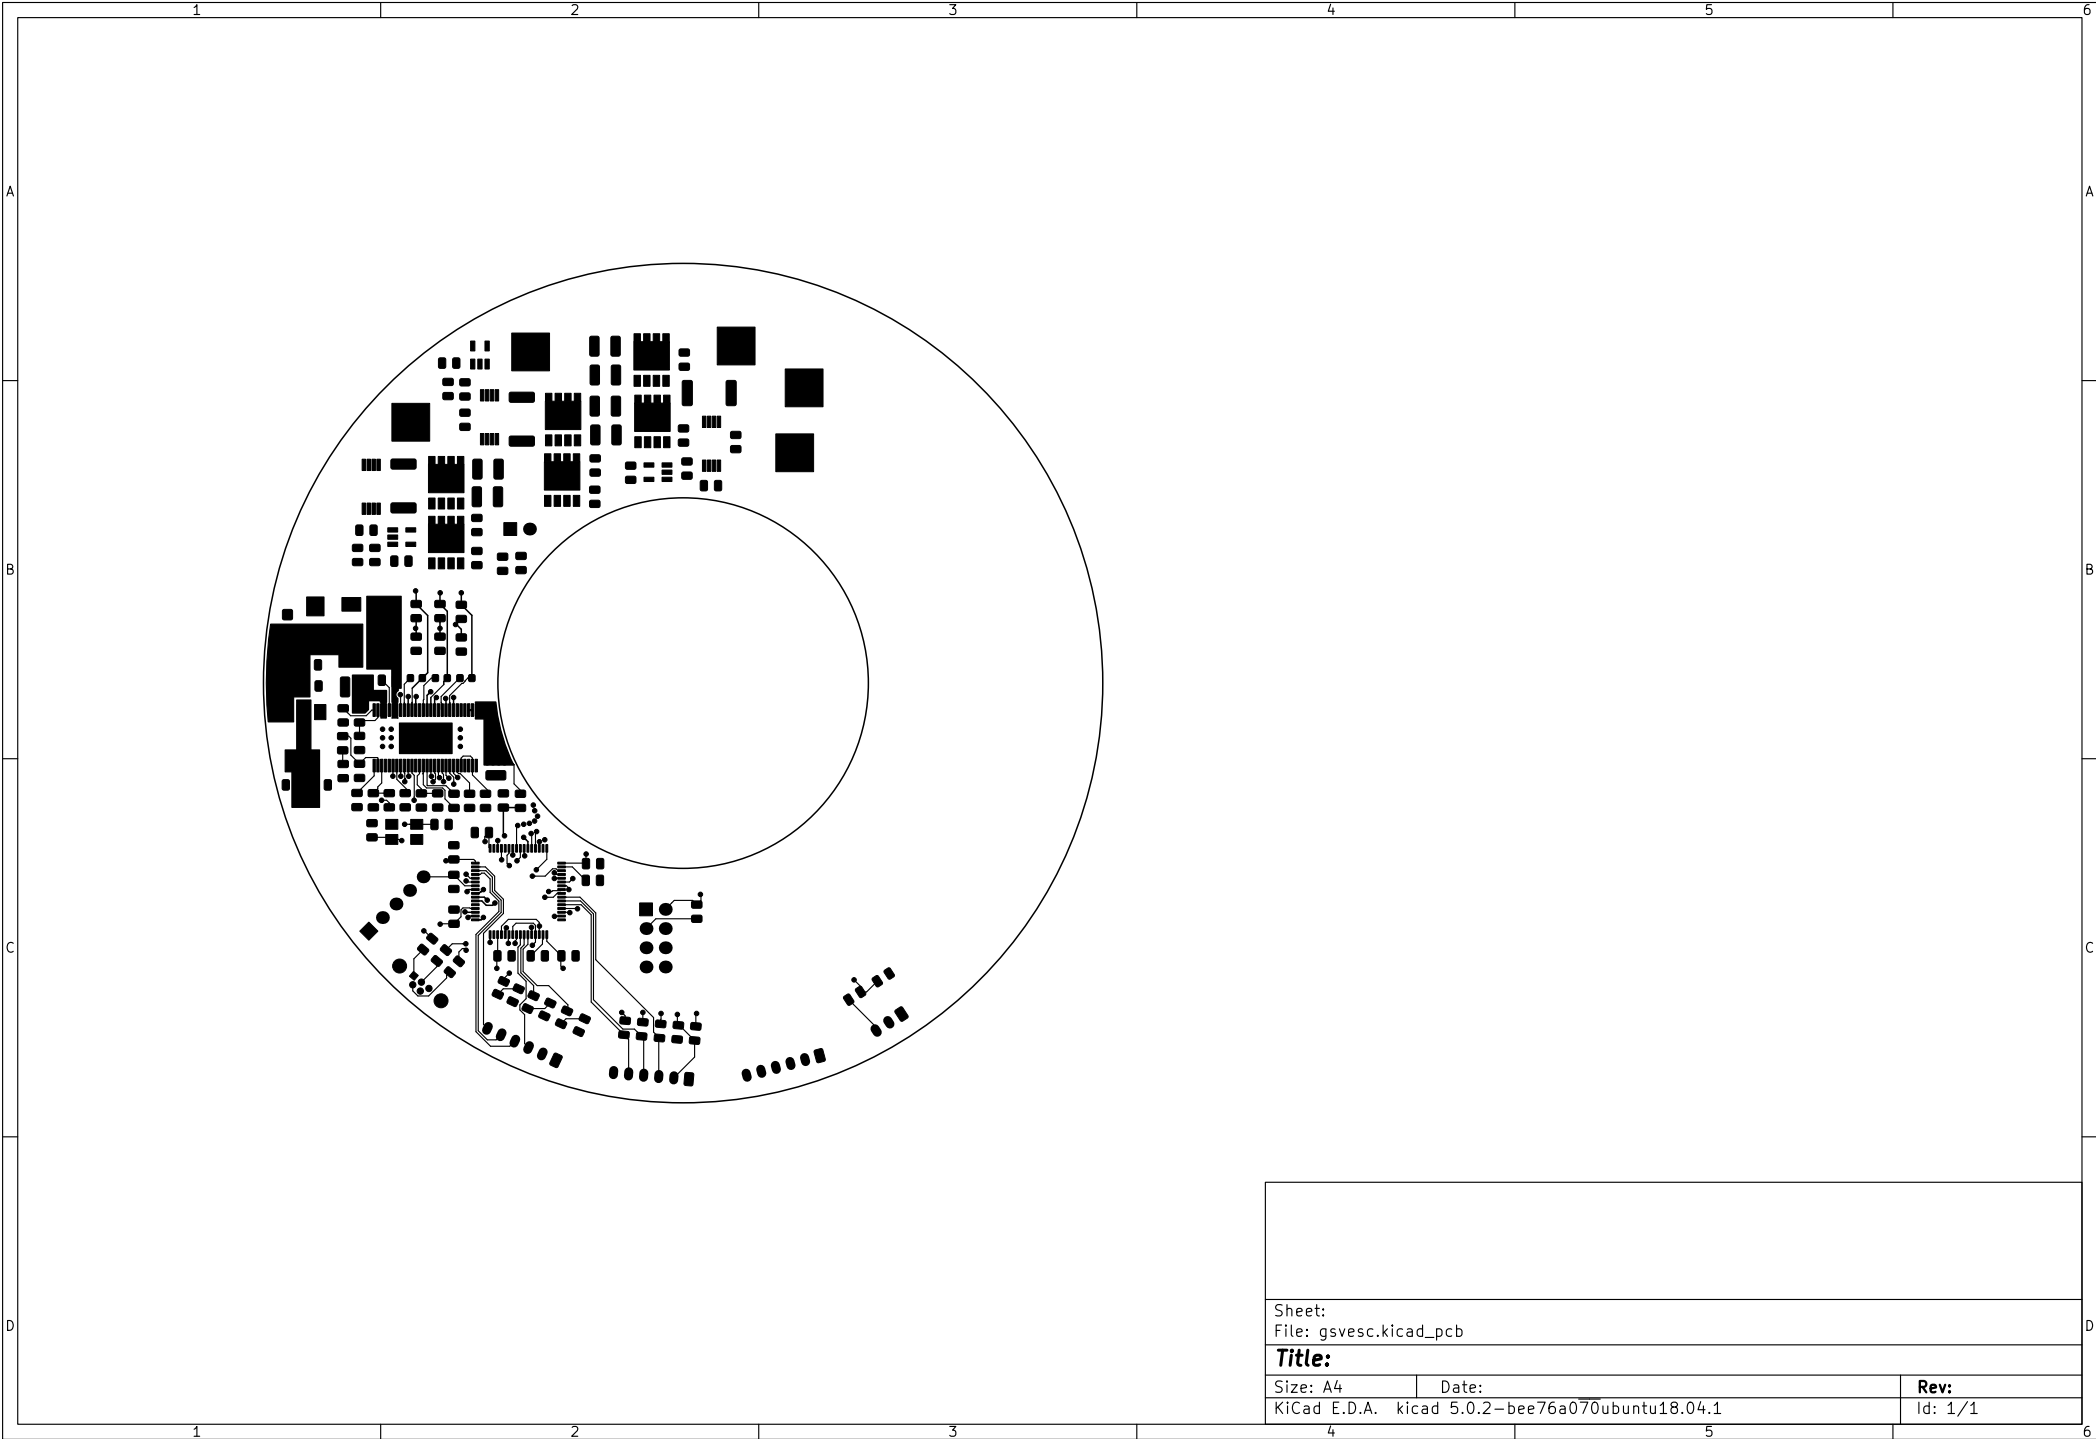 1 2 3 4 5 6
A A
B B
C C
D D
Sheet:
File: gsvesc.kicad_pcb
Title:
Size: A4 Date: Rev:
KiCad E.D.A. kicad 5.0.2-bee76a070ubuntu18.04.1 Id: 1/1
1 2 3 4 5 6